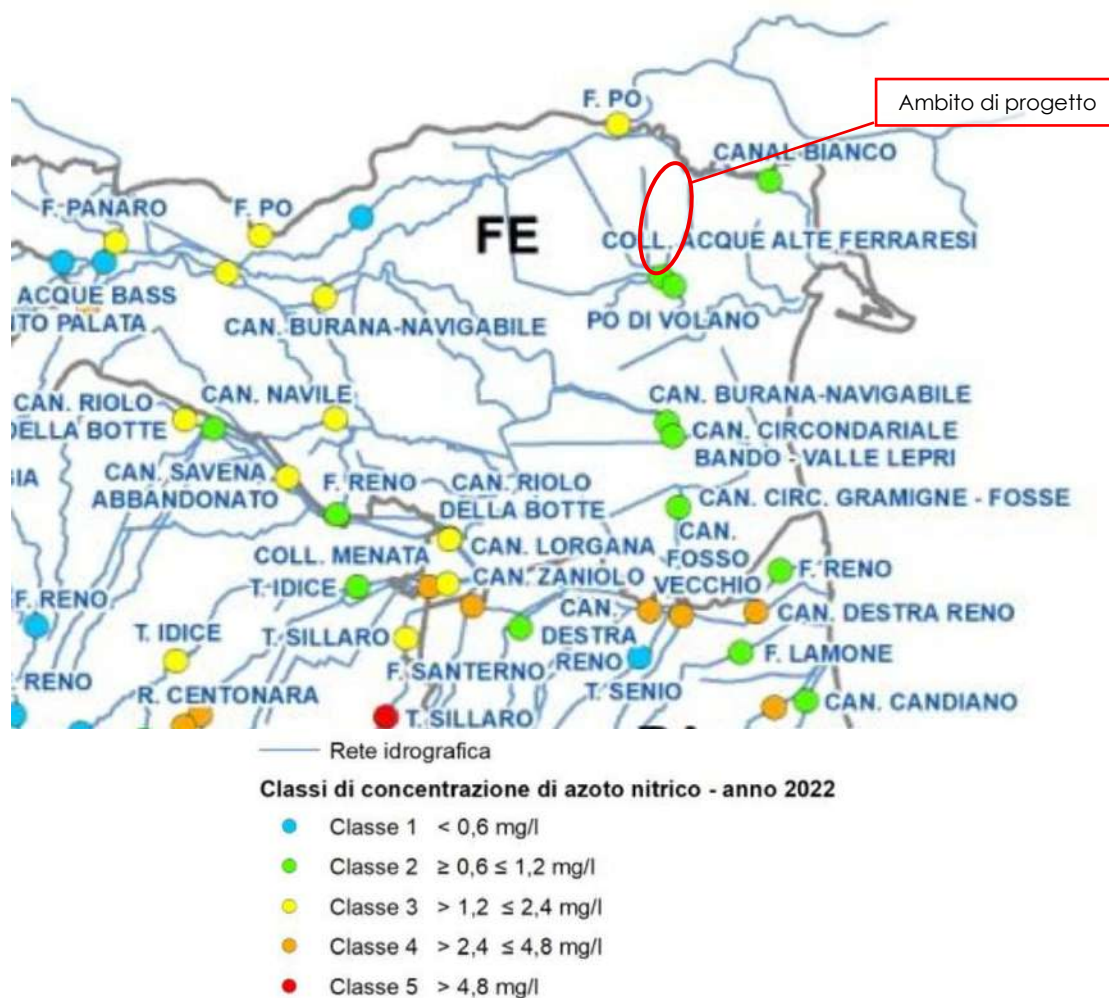 F. PO
Ambito di progetto
CANAL BIANCO
F. PANARO
F. PO
FE
COLL. ACQUE ALTE FERRARESI
ACQUE BASS
PO DI VOLANO
NTO PALATA
CAN. BURANA-NAVIGABILE
CAN. RIOLO
DELLA BOTTE
CAN. NAVILE
CAN. BURANA-NAVIGABILE
CAN. CIRCONDARIALE
BANDO - VALLE LEPRI
CAN. SAVENA
ABBANDONATO
F. RENO
CAN. RIOLO
DELLA BOTTE
CAN. CIRC. GRAMIGNE - FOSSE
CAN.
FOSSO
VECCHIO
COLL. MENATA
CAN. LORGANA
T. IDICE
CAN. ZANIOLO
F. RENO
F. RENO
T. IDICE
T. SILLARO
CAN.
DESTRA
RENO
CAN. DESTRA RENO
F. SANTERNO
F. LAMONE
RENO
R. CENTONARA
T. SENIO
T. SILLARO
CAN. CANDIANO
Rete idrografica
Classi di concentrazione di azoto nitrico - anno 2022
Classe 1 < 0,6 mg/l
Classe 2 ≥ 0,6 ≤ 1,2 mg/l
Classe 3 > 1,2 ≤ 2,4 mg/l
Classe 4 > 2,4 ≤ 4,8 mg/l
Classe 5 > 4,8 mg/l